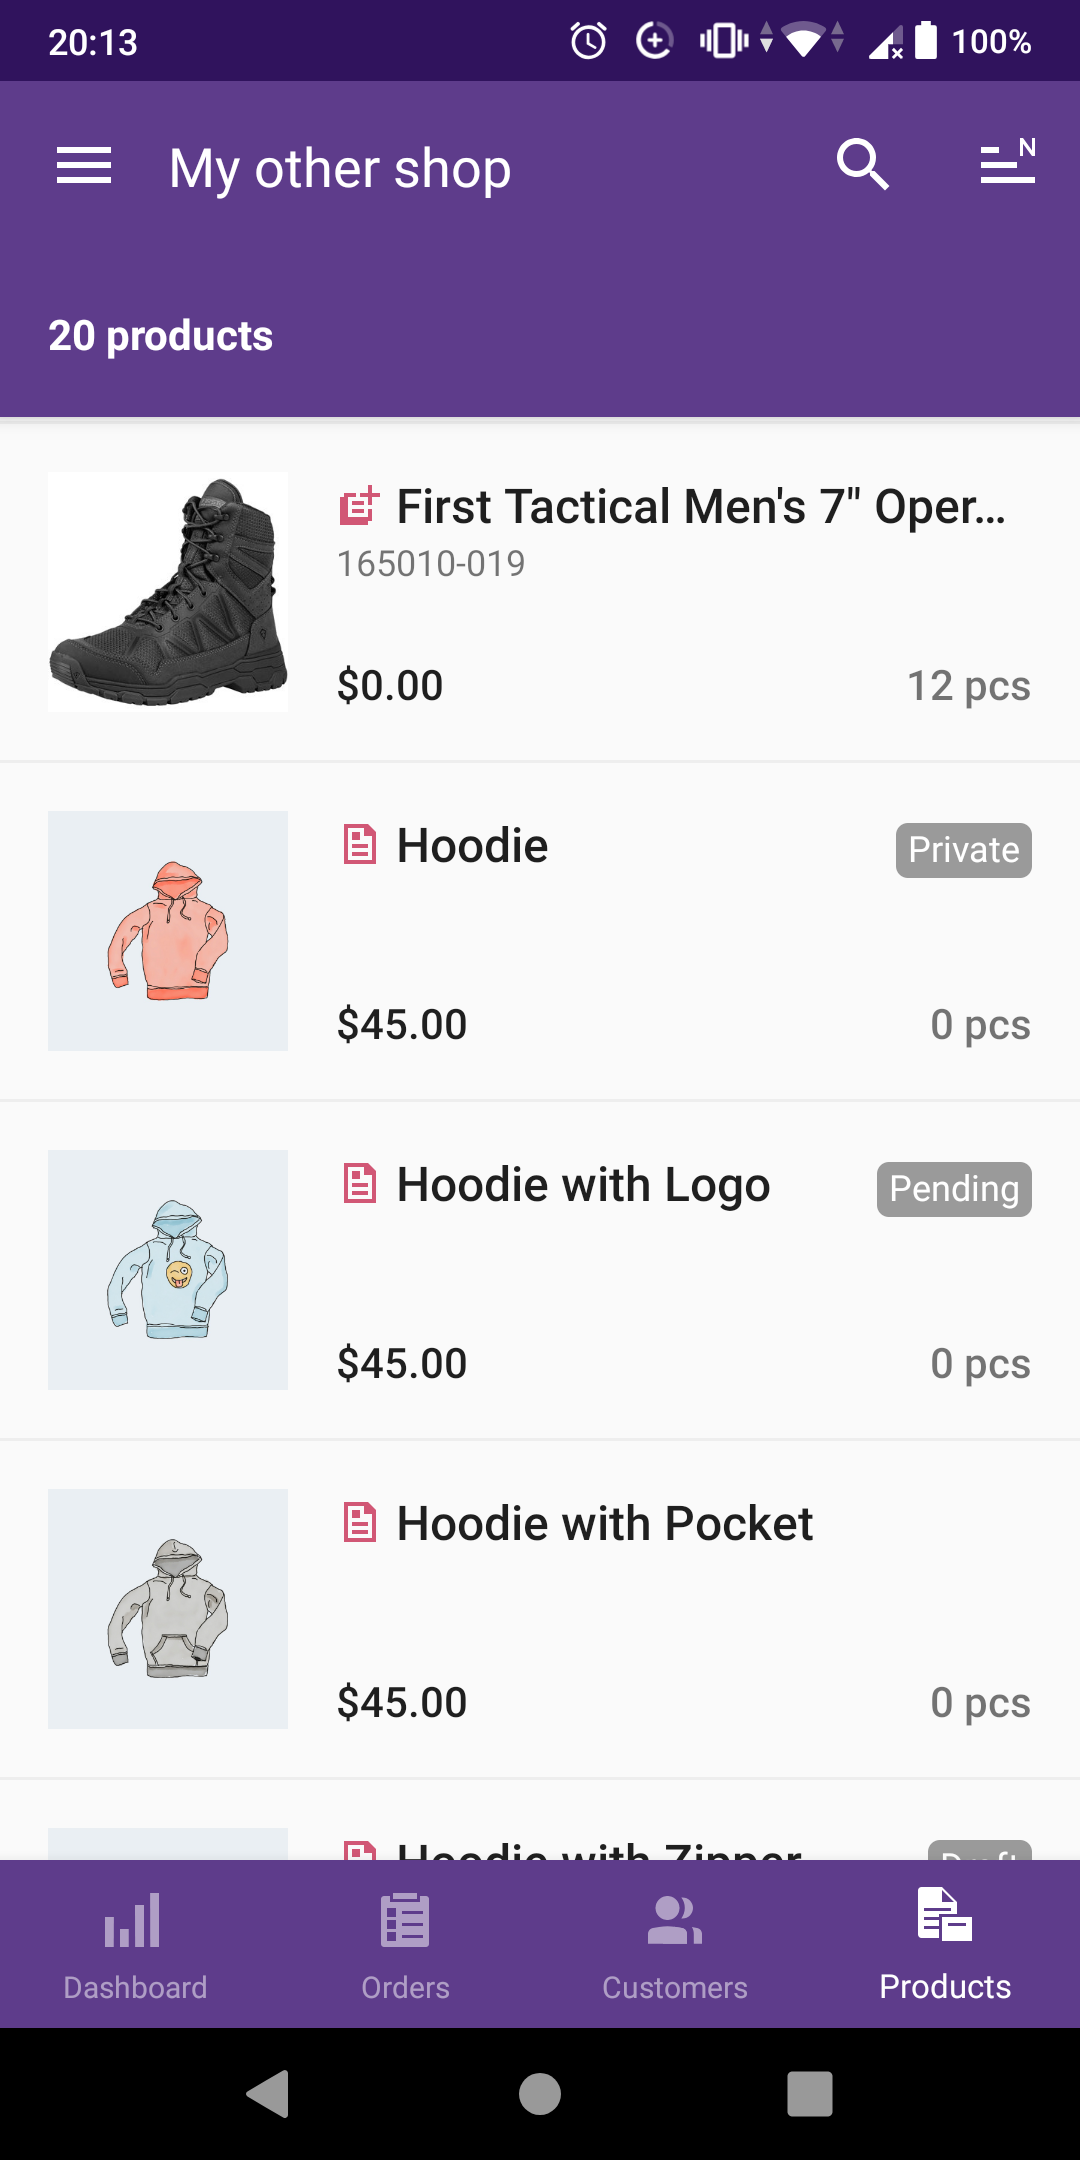 20:13
100%
My other shop
N
20 products
First Tactical Men's 7" Oper...
165010-019
$0.00
12 pcs
Hoodie
Private
$45.00
0 pcs
Hoodie with Logo
Pending
$45.00
0 pcs
Hoodie with Pocket
$45.00
0 pcs
Hoodie with Zipper
Draft
Dashboard
Orders
Customers
Products